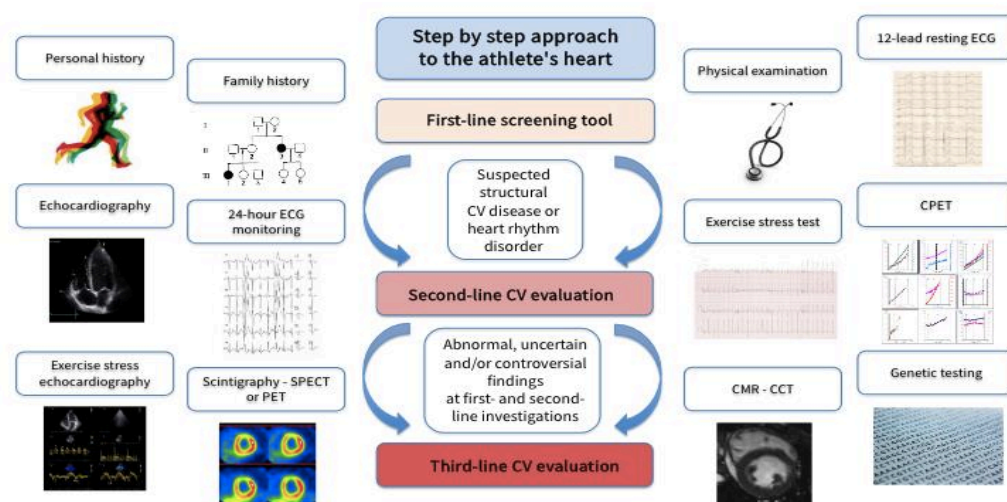 Step by step approach
to the athlete's heart
Personal history
Family history
Physical examination
12-lead resting ECG
First-line screening tool
Suspected
structural
CV disease or
heart rhythm
disorder
Echocardiography
24-hour ECG
monitoring
Exercise stress test
CPET
Second-line CV evaluation
Abnormal, uncertain
and/or controversial
findings
at first- and second-
line investigations
Exercise stress
echocardiography
Scintigraphy - SPECT
or PET
CMR - CCT
Genetic testing
Third-line CV evaluation